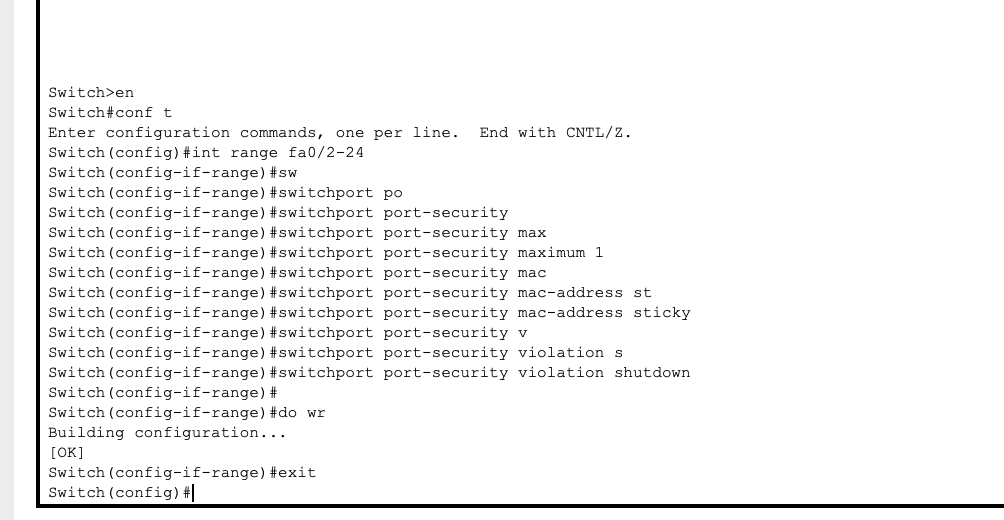 Switch>en
Switch#conf t
Enter configuration commands, one per line.  End with CNTL/Z.
Switch(config)#int range fa0/2-24
Switch(config-if-range)#sw
Switch(config-if-range)#switchport po
Switch(config-if-range)#switchport port-security
Switch(config-if-range)#switchport port-security max
Switch(config-if-range)#switchport port-security maximum 1
Switch(config-if-range)#switchport port-security mac
Switch(config-if-range)#switchport port-security mac-address st
Switch(config-if-range)#switchport port-security mac-address sticky
Switch(config-if-range)#switchport port-security v
Switch(config-if-range)#switchport port-security violation s
Switch(config-if-range)#switchport port-security violation shutdown
Switch(config-if-range)#
Switch(config-if-range)#do wr
Building configuration...
[OK]
Switch(config-if-range)#exit
Switch(config)#